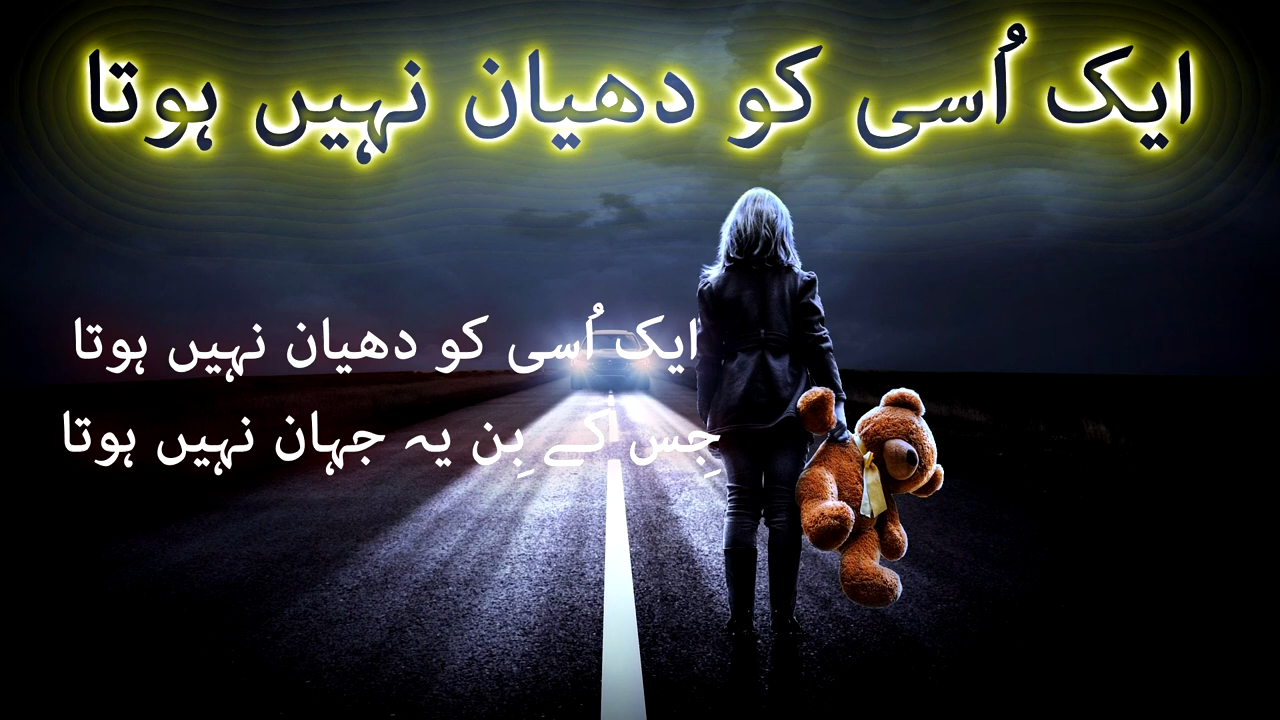 ایک اُسی کو دھیان نہیں ہوتا
ایک اُسی کو دھیان نہیں ہوتا
جِس کے بِن یہ جہان نہیں ہوتا